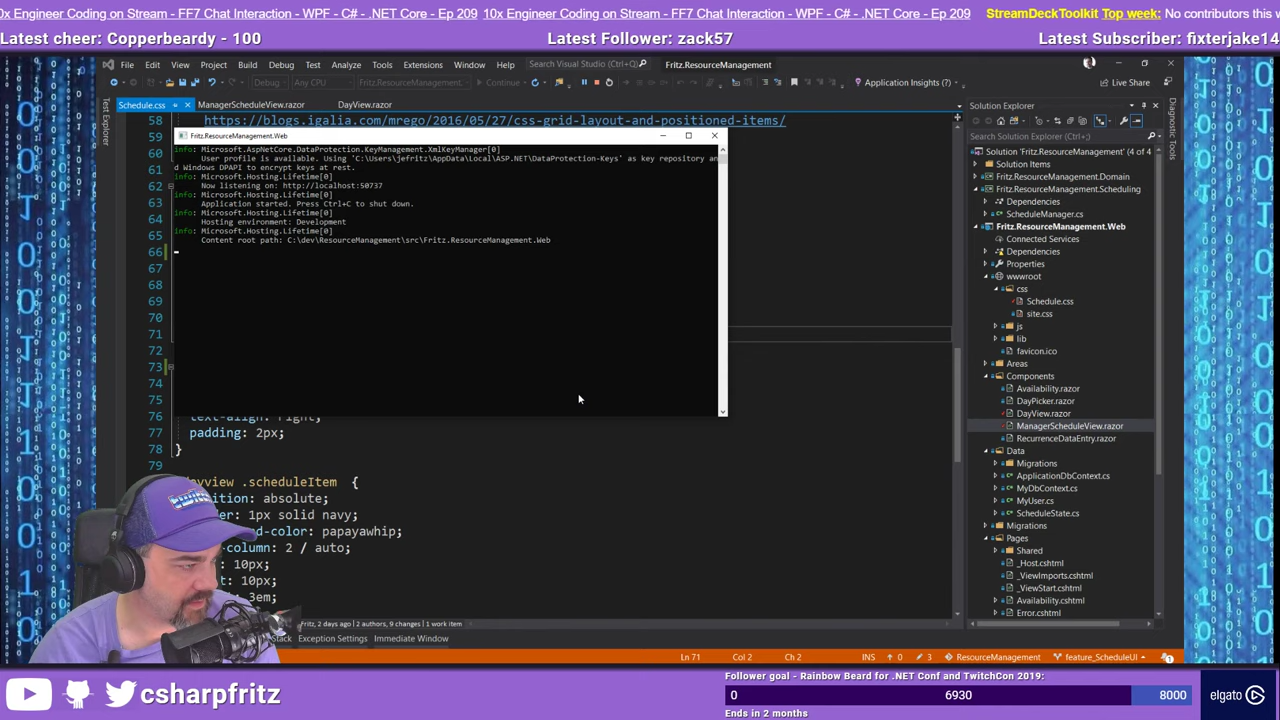 0x Engineer Coding on Stream - FF7 Chat Interaction - WPF - C# - .NET Core - Ep 209 10x Engineer Coding on Stream - FF7 Chat Interaction - WPF - C# - .NET Core - Ep 209 StreamDeckToolkit Top week: No contributors this
Latest cheer: Copperbeardy - 100 Latest Follower: zack57 Latest Subscriber: fixterjake14
File Edit View Project Build Debug Test Analyze Tools Extensions Window Help Search Visual Studio (Ctrl+Q) Fritz.ResourceManagement
Debug Any CPU Fritz.ResourceManagement. Continue Application Insights (?) Live Share
Schedule.css ManagerScheduleView.razor DayView.razor
Test Explorer
58 https://blogs.igalia.com/mrego/2016/05/27/css-grid-layout-and-positioned-items/
59
60
61
62
63
64
65
66
67
68
69
70
71
72
73
74
76 text-align: right;
77 padding: 2px;
78 }
79
yview .scheduleItem {
sition: absolute;
er: 1px solid navy;
nd-color: papayawhip;
-column: 2 / auto;
10px;
t: 10px;
3em;
Fritz.ResourceManagement.Web
info: Microsoft.AspNetCore.DataProtection.KeyManagement.XmlKeyManager[0]
User profile is available. Using 'C:\Users\jefritz\AppData\Local\ASP.NET\DataProtection-Keys' as key repository an
d Windows DPAPI to encrypt keys at rest.
info: Microsoft.Hosting.Lifetime[0]
Now listening on: http://localhost:50737
info: Microsoft.Hosting.Lifetime[0]
Application started. Press Ctrl+C to shut down.
info: Microsoft.Hosting.Lifetime[0]
Hosting environment: Development
info: Microsoft.Hosting.Lifetime[0]
Content root path: C:\dev\ResourceManagement\src\Fritz.ResourceManagement.Web
Solution Explorer
Search Solution Explorer (Ctrl+;)
Solution 'Fritz.ResourceManagement' (4 of 4)
Solution Items
Fritz.ResourceManagement.Domain
Fritz.ResourceManagement.Scheduling
Dependencies
ScheduleManager.cs
Fritz.ResourceManagement.Web
Connected Services
Dependencies
Properties
wwwroot
css
Schedule.css
site.css
js
lib
favicon.ico
Areas
Components
Availability.razor
DayPicker.razor
DayView.razor
ManagerScheduleView.razor
RecurrenceDataEntry.razor
Data
Migrations
ApplicationDbContext.cs
MyDbContext.cs
MyUser.cs
ScheduleState.cs
Migrations
Pages
Shared
_Host.cshtml
_ViewImports.cshtml
_ViewStart.cshtml
Availability.cshtml
Error.cshtml
Diagnostic Tools
Fritz, 2 days ago | 2 authors, 9 changes | 1 work item
Stack Exception Settings Immediate Window
Ln 71 Col 2 Ch 2 INS 0 3 ResourceManagement feature_ScheduleUI 1
csharpfritz
Follower goal - Rainbow Beard for .NET Conf and TwitchCon 2019:
0 6930 8000
Ends in 2 months
elgato